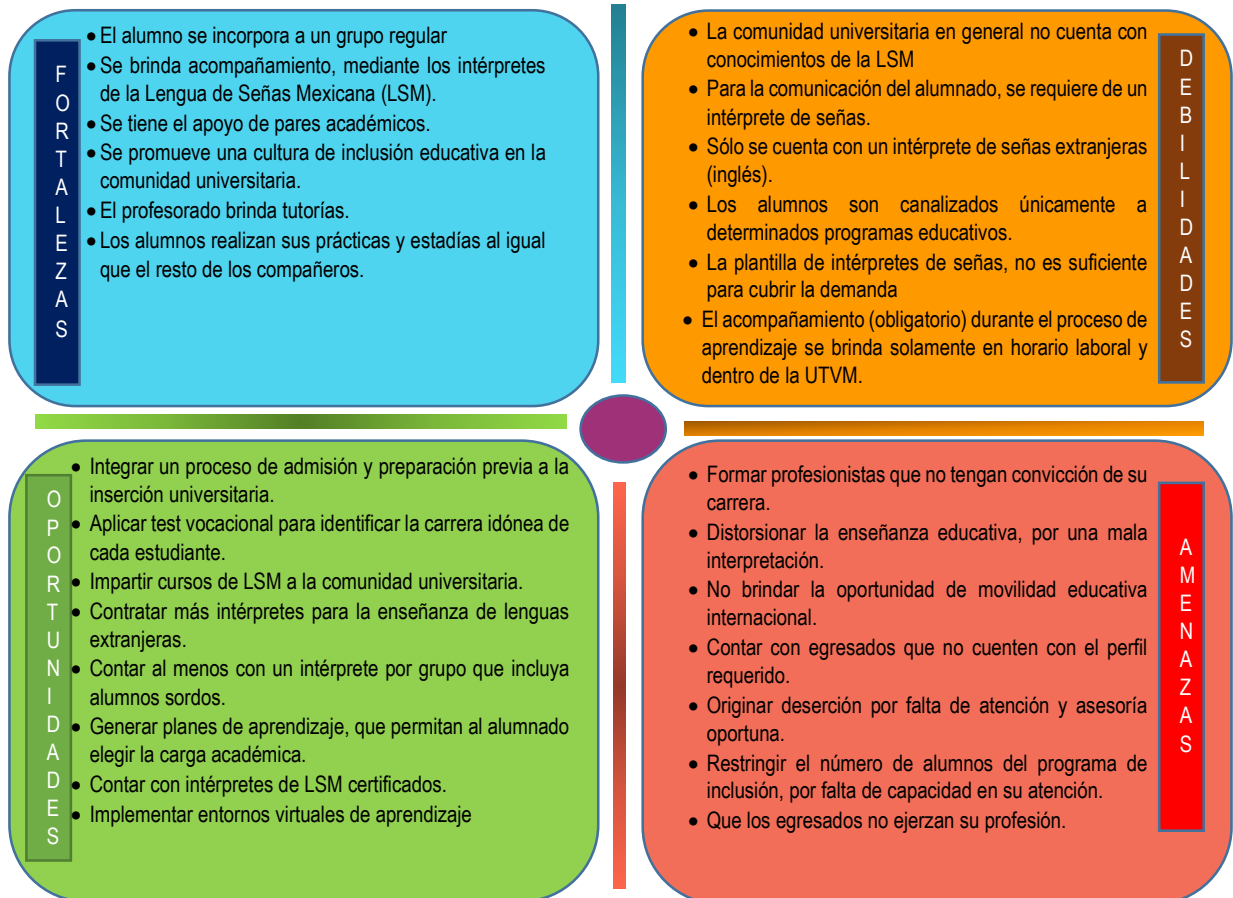 FORTALEZAS
• El alumno se incorpora a un grupo regular
• Se brinda acompañamiento, mediante los intérpretes
de la Lengua de Señas Mexicana (LSM).
• Se tiene el apoyo de pares académicos.
• Se promueve una cultura de inclusión educativa en la
comunidad universitaria.
• El profesorado brinda tutorías.
• Los alumnos realizan sus prácticas y estadías al igual
que el resto de los compañeros.
DEBILIDADES
• La comunidad universitaria en general no cuenta con
conocimientos de la LSM
• Para la comunicación del alumnado, se requiere de un
intérprete de señas.
• Sólo se cuenta con un intérprete de señas extranjeras
(inglés).
• Los alumnos son canalizados únicamente a
determinados programas educativos.
• La plantilla de intérpretes de señas, no es suficiente
para cubrir la demanda
• El acompañamiento (obligatorio) durante el proceso de
aprendizaje se brinda solamente en horario laboral y
dentro de la UTVM.
OPORTUNIDADES
• Integrar un proceso de admisión y preparación previa a la
inserción universitaria.
• Aplicar test vocacional para identificar la carrera idónea de
cada estudiante.
• Impartir cursos de LSM a la comunidad universitaria.
• Contratar más intérpretes para la enseñanza de lenguas
extranjeras.
• Contar al menos con un intérprete por grupo que incluya
alumnos sordos.
• Generar planes de aprendizaje, que permitan al alumnado
elegir la carga académica.
• Contar con intérpretes de LSM certificados.
• Implementar entornos virtuales de aprendizaje
AMENAZAS
• Formar profesionistas que no tengan convicción de su
carrera.
• Distorsionar la enseñanza educativa, por una mala
interpretación.
• No brindar la oportunidad de movilidad educativa
internacional.
• Contar con egresados que no cuenten con el perfil
requerido.
• Originar deserción por falta de atención y asesoría
oportuna.
• Restringir el número de alumnos del programa de
inclusión, por falta de capacidad en su atención.
• Que los egresados no ejerzan su profesión.